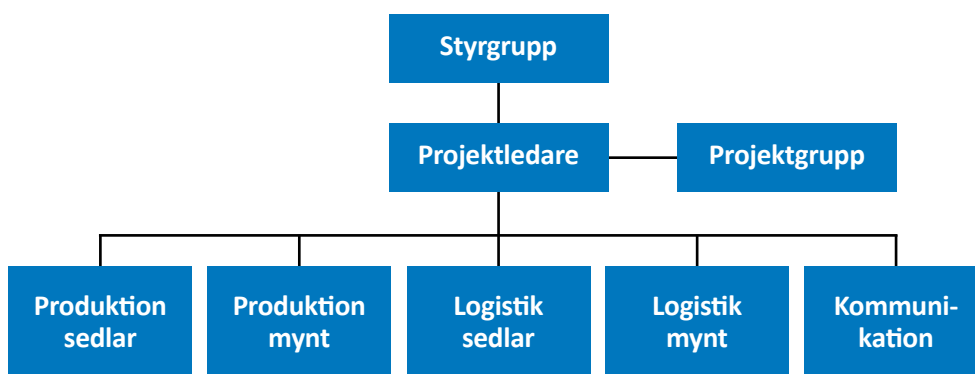 Styrgrupp
Projektledare
Projektgrupp
Produktion
sedlar
Produktion
mynt
Logistik
sedlar
Logistik
mynt
Kommuni-
kation